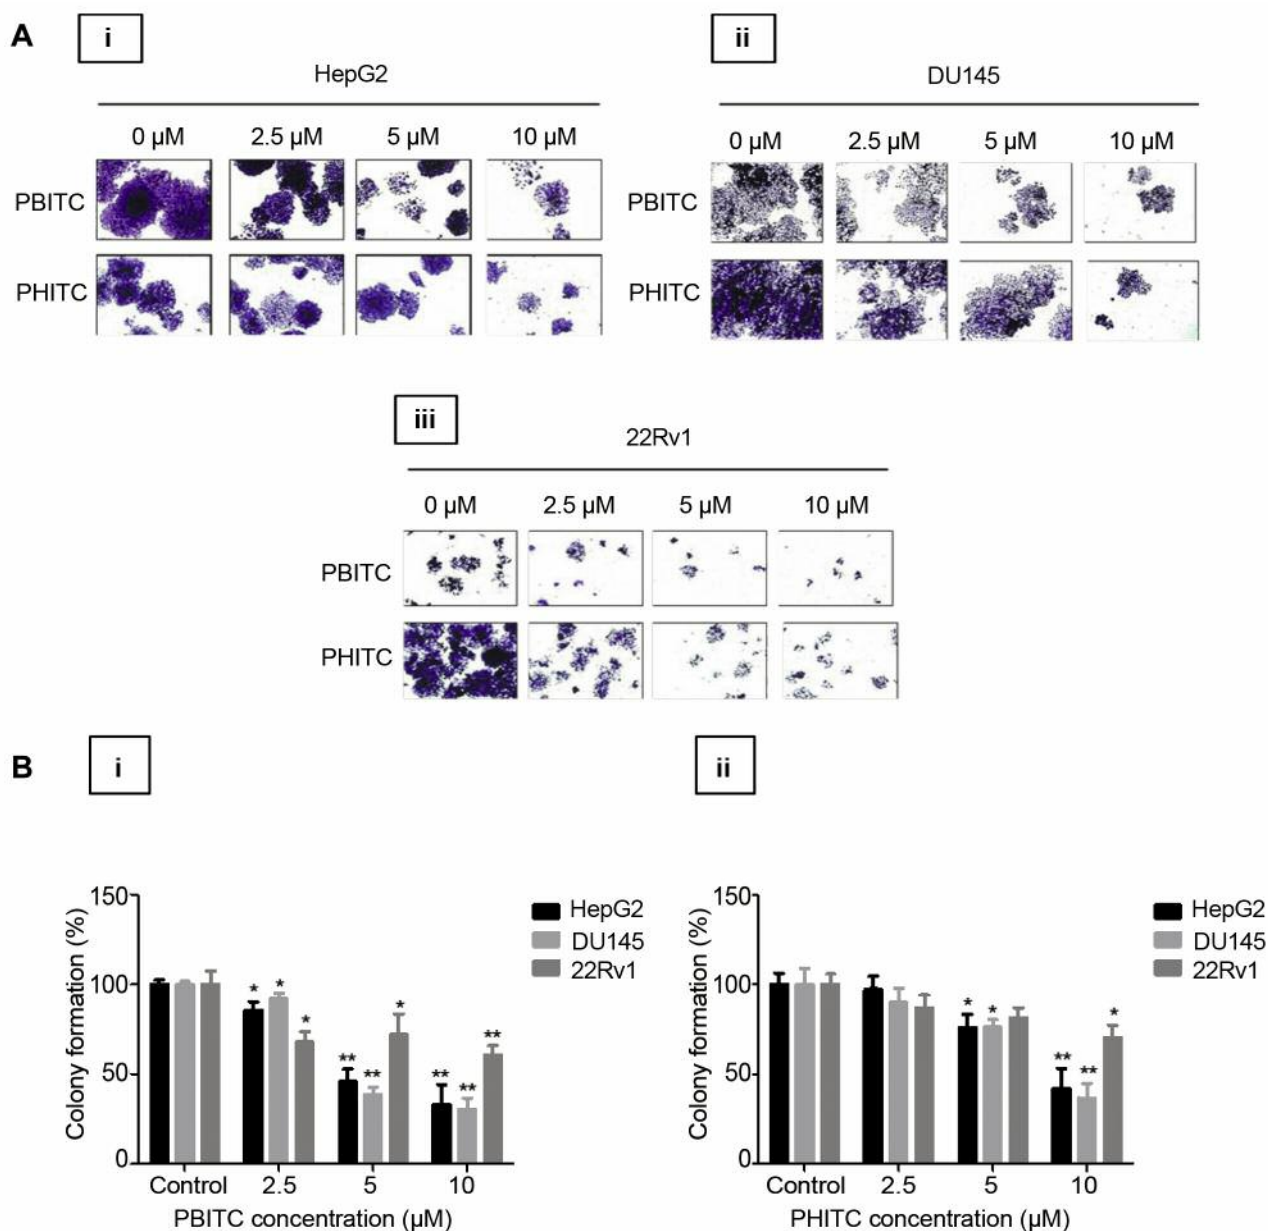 A
i
HepG2
0 µM 2.5 µM 5 µM 10 µM
PBITC
PHITC
ii
DU145
0 µM 2.5 µM 5 µM 10 µM
PBITC
PHITC
iii
22Rv1
0 µM 2.5 µM 5 µM 10 µM
PBITC
PHITC
B
i
Colony formation (%)
150
100
50
0
* * *
** ** *
** ** **
Control 2.5 5 10
PBITC concentration (µM)
HepG2
DU145
22Rv1
ii
Colony formation (%)
150
100
50
0
* *
** ** *
Control 2.5 5 10
PHITC concentration (µM)
HepG2
DU145
22Rv1